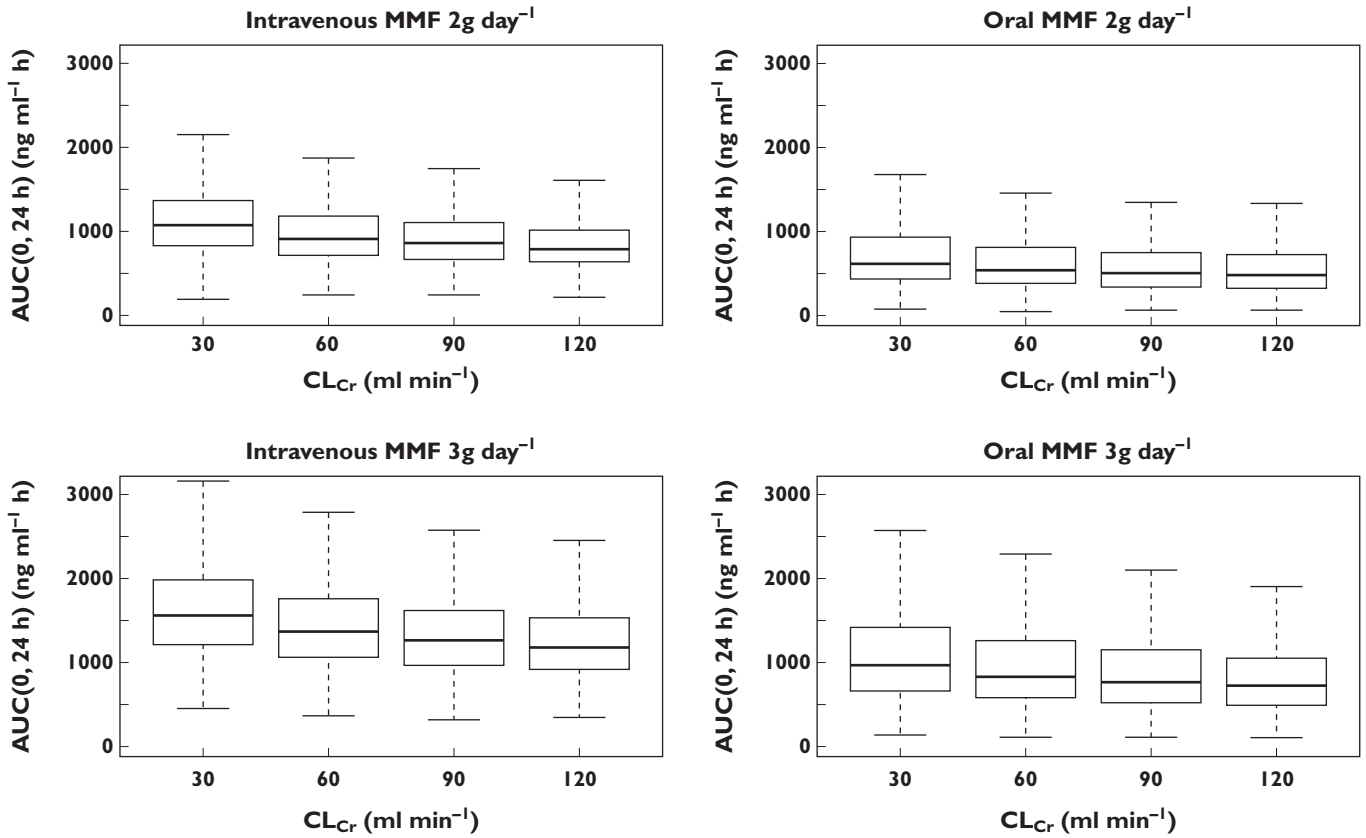 Intravenous MMF 2g day⁻¹
AUC(0, 24 h) (ng ml⁻¹ h)
3000
2000
1000
0
30 60 90 120
CL_Cr (ml min⁻¹)
Oral MMF 2g day⁻¹
AUC(0, 24 h) (ng ml⁻¹ h)
3000
2000
1000
0
30 60 90 120
CL_Cr (ml min⁻¹)
Intravenous MMF 3g day⁻¹
AUC(0, 24 h) (ng ml⁻¹ h)
3000
2000
1000
0
30 60 90 120
CL_Cr (ml min⁻¹)
Oral MMF 3g day⁻¹
AUC(0, 24 h) (ng ml⁻¹ h)
3000
2000
1000
0
30 60 90 120
CL_Cr (ml min⁻¹)